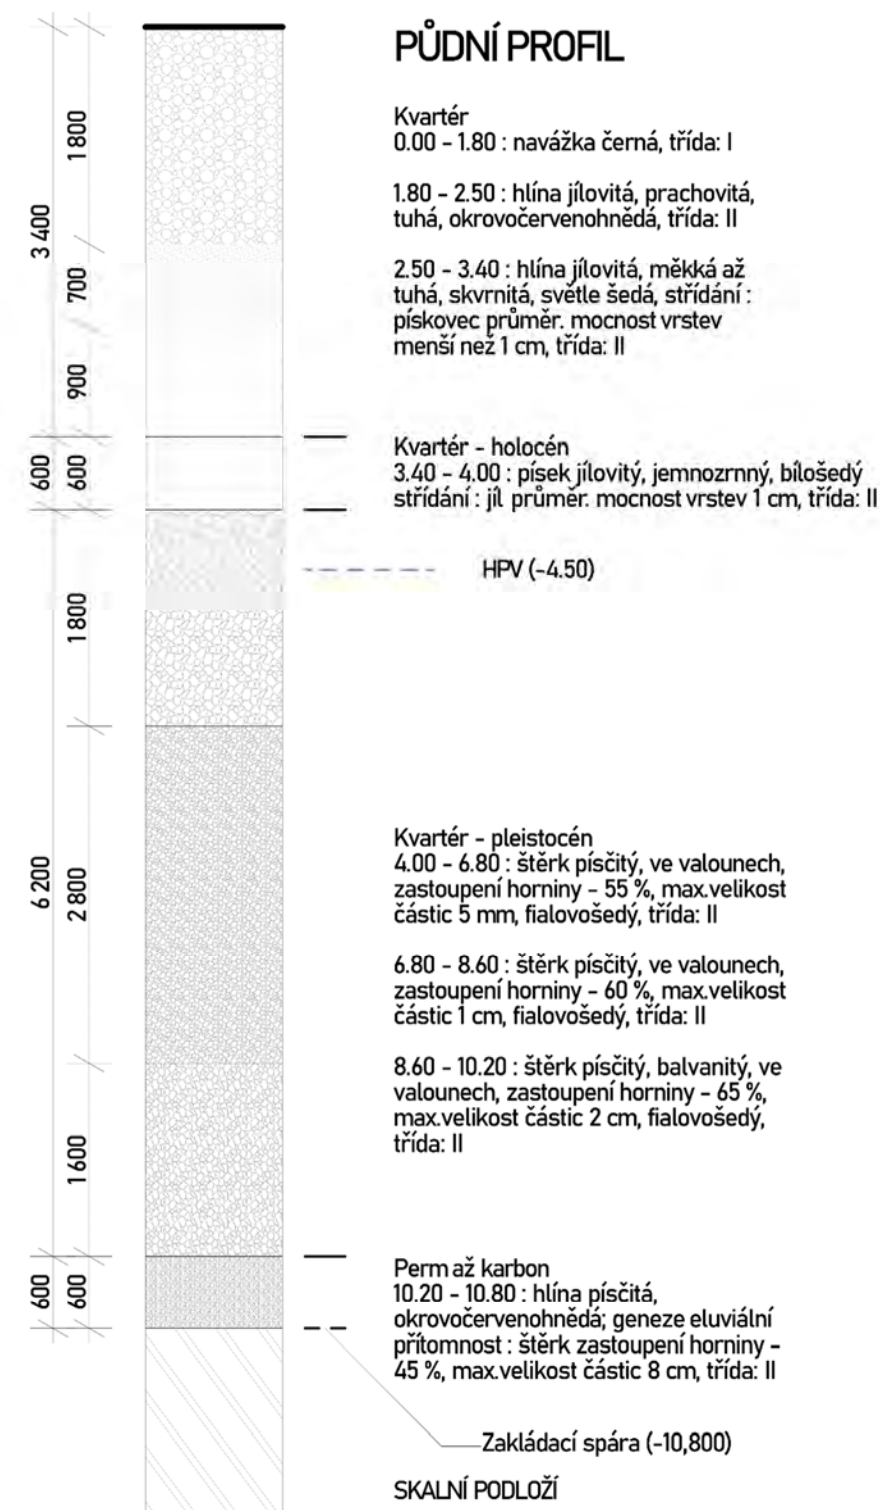 PŮDNÍ PROFIL
Kvartér
0.00 - 1.80 : navážka černá, třída: I
1.80 - 2.50 : hlína jílovitá, prachovitá,
tuhá, okrovočervenohnědá, třída: II
2.50 - 3.40 : hlína jílovitá, měkká až
tuhá, skvrnitá, světle šedá, střídání :
pískovec průměr. mocnost vrstev
menší než 1 cm, třída: II
Kvartér - holocén
3.40 - 4.00 : písek jílovitý, jemnozrnný, bílošedý
střídání : jíl průměr. mocnost vrstev 1 cm, třída: II
HPV (-4.50)
Kvartér - pleistocén
4.00 - 6.80 : štěrk písčitý, ve valounech,
zastoupení horniny - 55 %, max.velikost
částic 5 mm, fialovošedý, třída: II
6.80 - 8.60 : štěrk písčitý, ve valounech,
zastoupení horniny - 60 %, max.velikost
částic 1 cm, fialovošedý, třída: II
8.60 - 10.20 : štěrk písčitý, balvanitý, ve
valounech, zastoupení horniny - 65 %,
max.velikost částic 2 cm, fialovošedý,
třída: II
Perm až karbon
10.20 - 10.80 : hlína písčitá,
okrovočervenohnědá; geneze eluviální
přítomnost : štěrk zastoupení horniny -
45 %, max.velikost částic 8 cm, třída: II
Zakládací spára (-10,800)
SKALNÍ PODLOŽÍ
3 400
600
6 200
600
1 800
700
900
600
1 800
2 800
1 600
600